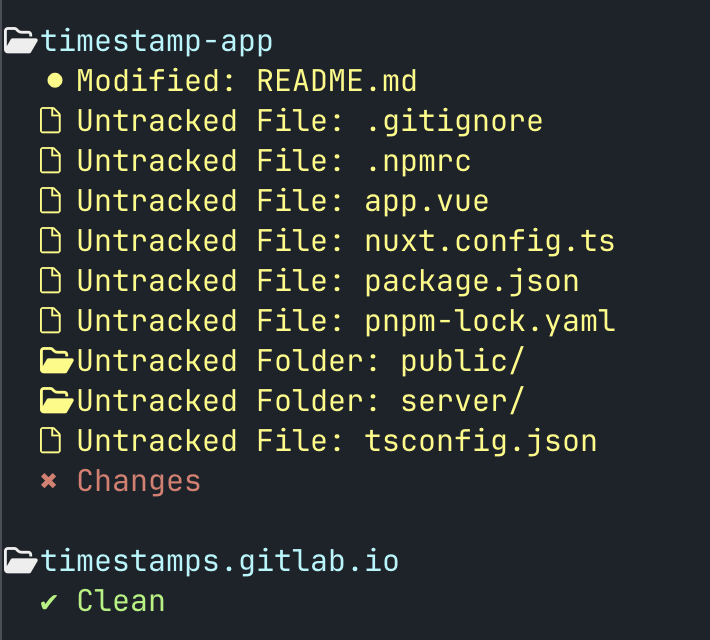 timestamp-app
Modified: README.md
Untracked File: .gitignore
Untracked File: .npmrc
Untracked File: app.vue
Untracked File: nuxt.config.ts
Untracked File: package.json
Untracked File: pnpm-lock.yaml
Untracked Folder: public/
Untracked Folder: server/
Untracked File: tsconfig.json
✖ Changes
timestamps.gitlab.io
✔ Clean